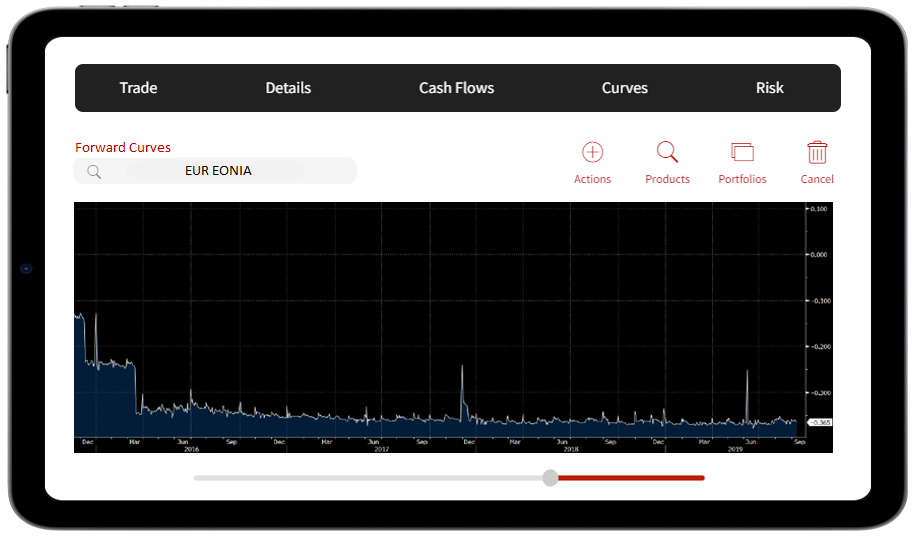 Trade Details Cash Flows Curves Risk
Forward Curves
EUR EONIA
Actions Products Portfolios Cancel
0.100
0.000
-0.100
-0.200
-0.200
-0.365
Dec Mar Jun Sep Dec Mar Jun Sep Dec Mar Jun Sep Dec Mar Jun Sep
2016 2017 2018 2019